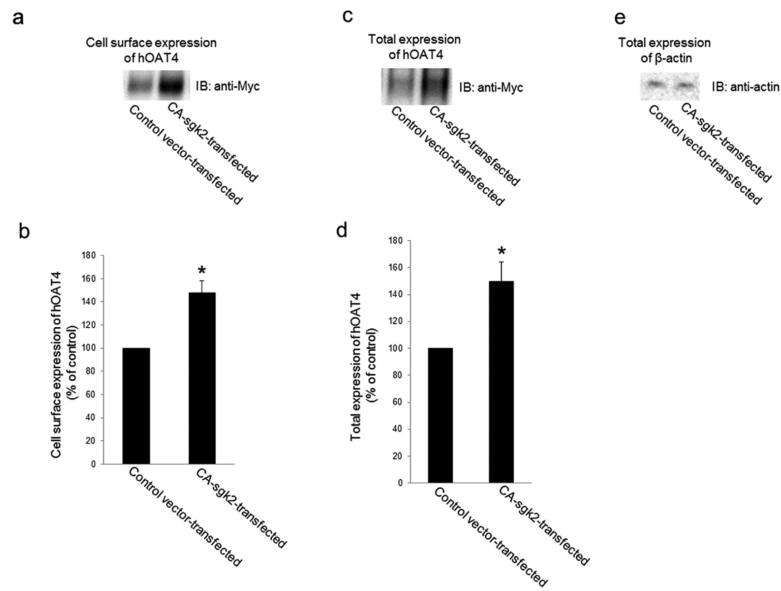 a
Cell surface expression
of hOAT4
IB: anti-Myc
Control vector-transfected
CA-sgk2-transfected
c
Total expression
of hOAT4
IB: anti-Myc
Control vector-transfected
CA-sgk2-transfected
e
Total expression
of β-actin
IB: anti-actin
Control vector-transfected
CA-sgk2-transfected
b
Cell surface expression of hOAT4
(% of control)
180
160
140
120
100
80
60
40
20
0
*
Control vector-transfected
CA-sgk2-transfected
d
Total expression of hOAT4
(% of control)
180
160
140
120
100
80
60
40
20
0
*
Control vector-transfected
CA-sgk2-transfected